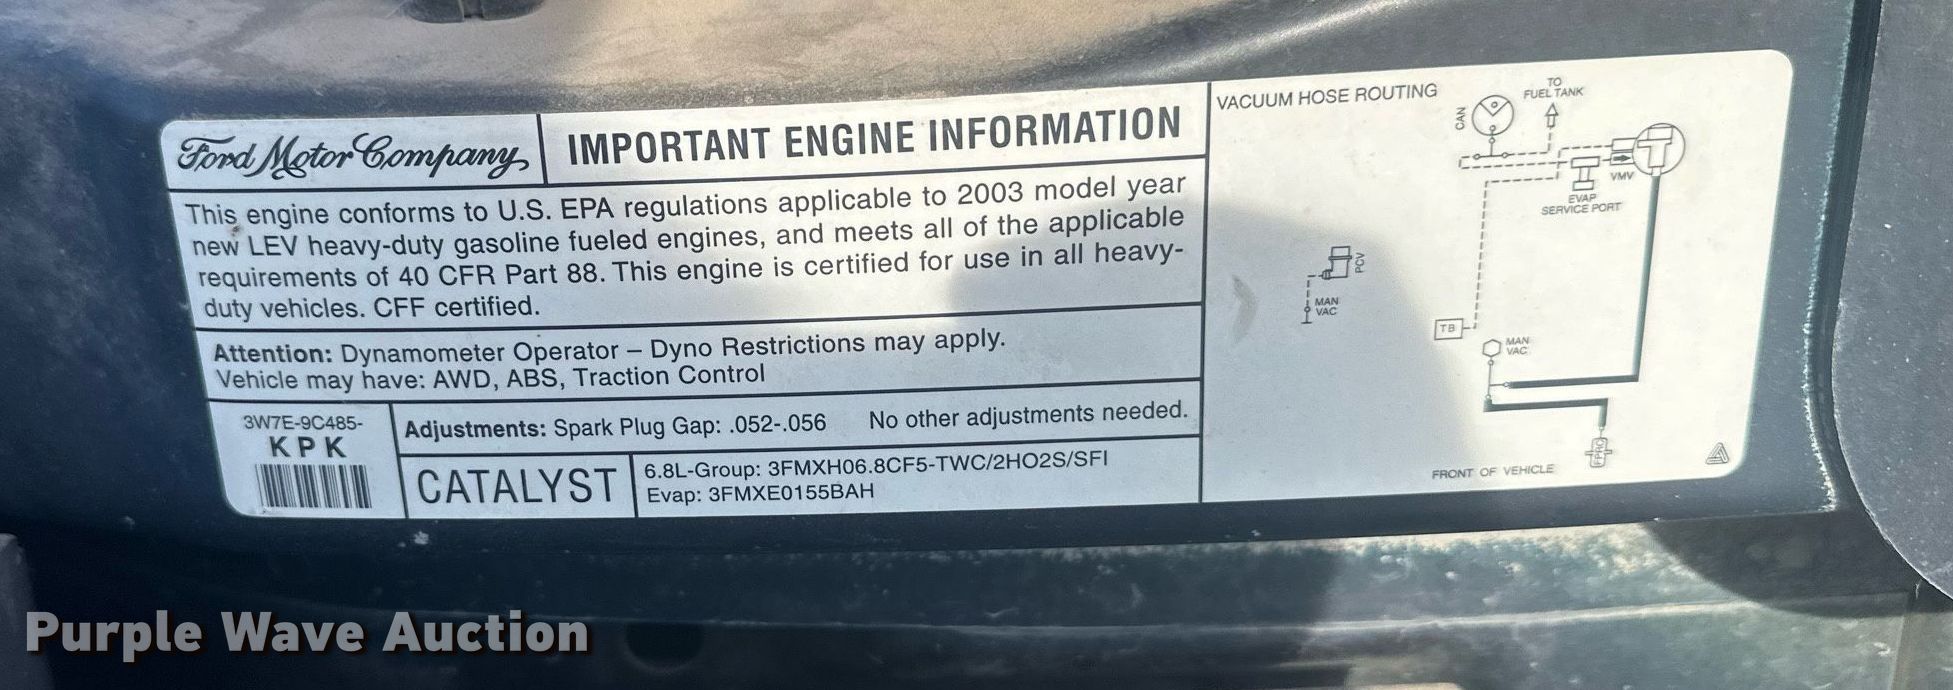 Ford Motor Company
IMPORTANT ENGINE INFORMATION
This engine conforms to U.S. EPA regulations applicable to 2003 model year
new LEV heavy-duty gasoline fueled engines, and meets all of the applicable
requirements of 40 CFR Part 88. This engine is certified for use in all heavy-
duty vehicles. CFF certified.
Attention: Dynamometer Operator – Dyno Restrictions may apply.
Vehicle may have: AWD, ABS, Traction Control
3W7E-9C485-
KPK
Adjustments: Spark Plug Gap: .052-.056 No other adjustments needed.
CATALYST
6.8L-Group: 3FMXH06.8CF5-TWC/2HO2S/SFI
Evap: 3FMXE0155BAH
VACUUM HOSE ROUTING
CAN
TO
FUEL TANK
VMV
EVAP
SERVICE PORT
PCV
MAN
VAC
TB
MAN
VAC
FPRC
FRONT OF VEHICLE
Purple Wave Auction